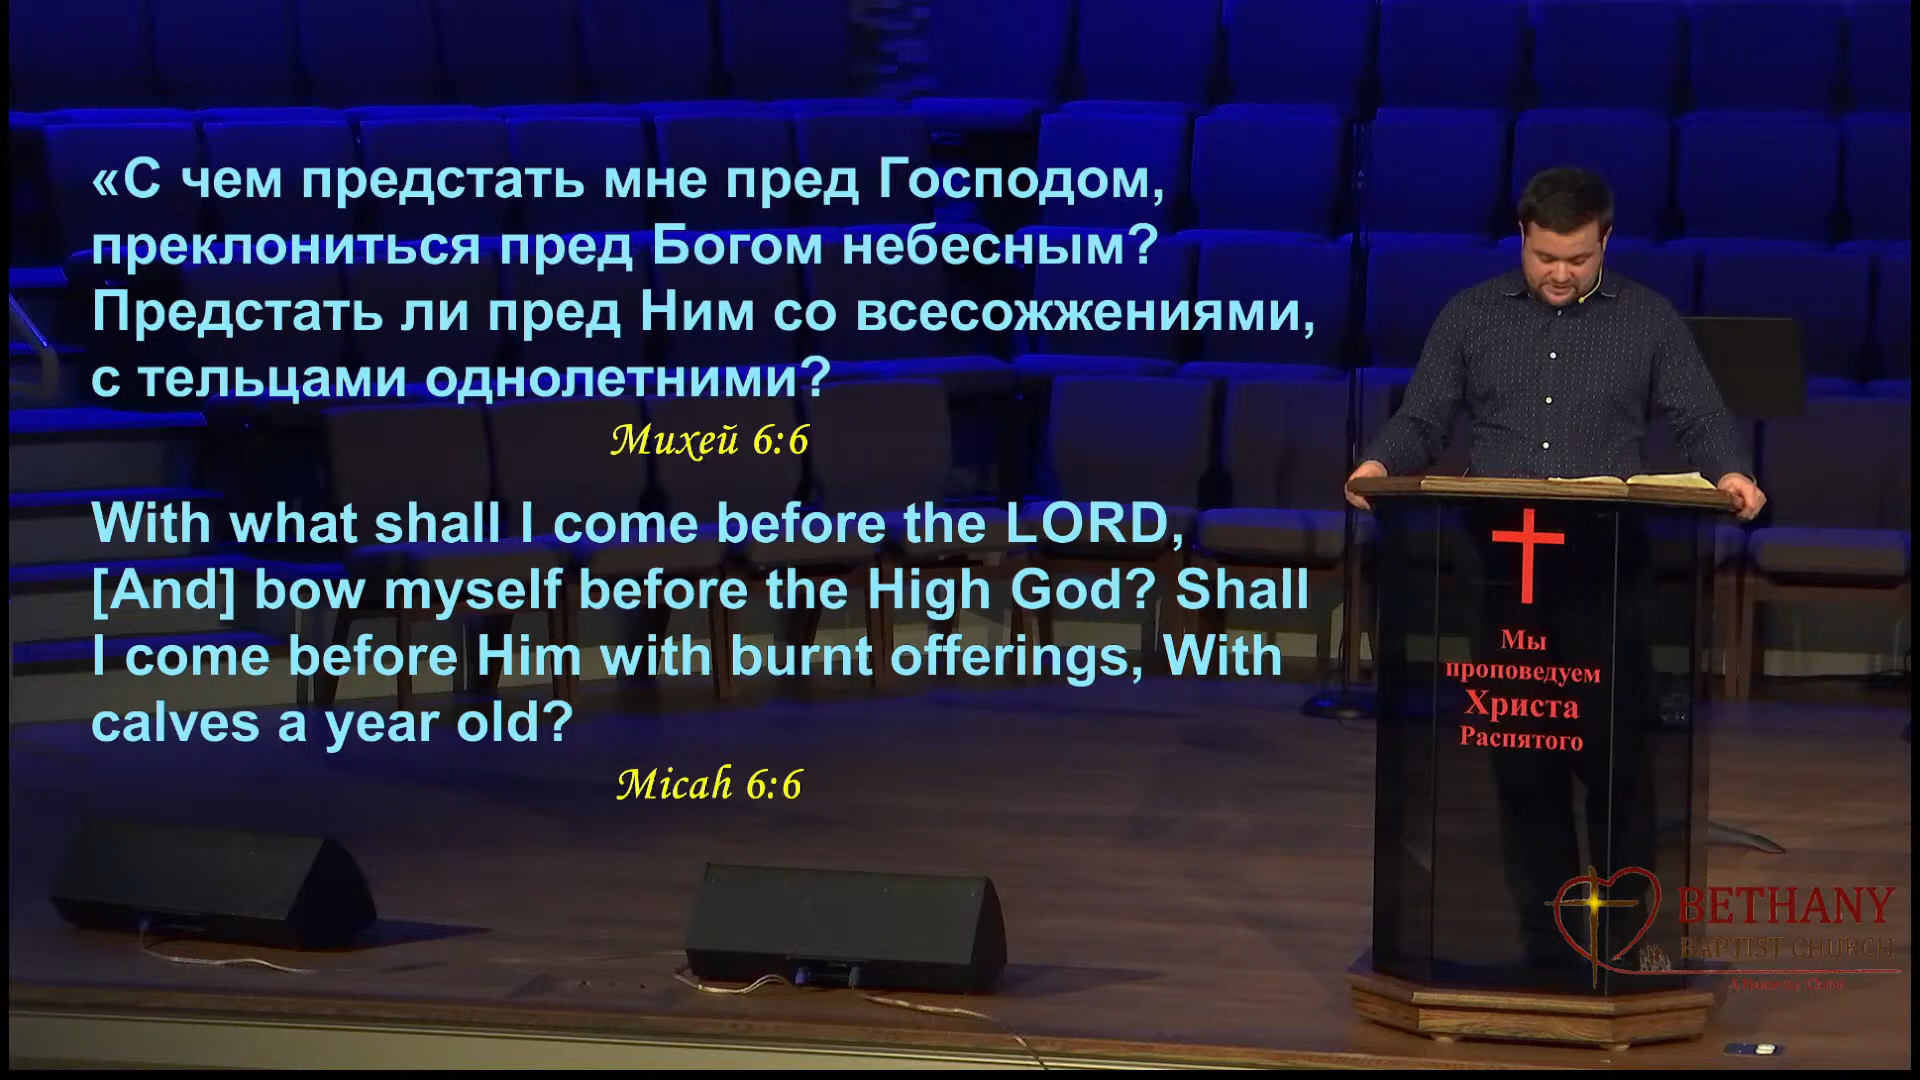 «С чем предстать мне пред Господом,
преклониться пред Богом небесным?
Предстать ли пред Ним со всесожжениями,
с тельцами однолетними?
Михей 6:6
With what shall I come before the LORD,
[And] bow myself before the High God? Shall
I come before Him with burnt offerings, With
calves a year old?
Micah 6:6
Мы
проповедуем
Христа
Распятого
BETHANY
BAPTIST CHURCH